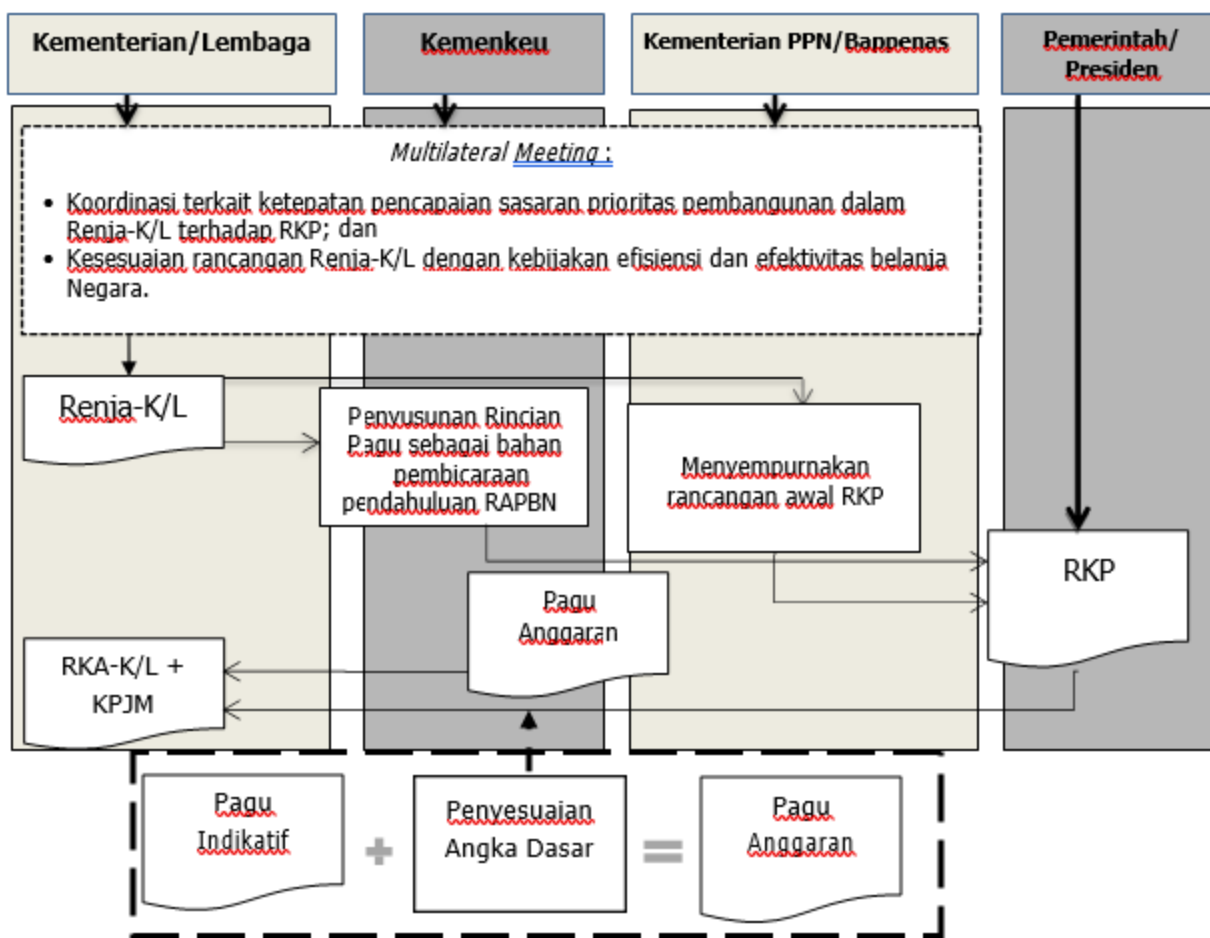 Kementerian/Lembaga
Kemenkeu
Kementerian PPN/Bappenas
Pemerintah/
Presiden
Multilateral Meeting :
• Koordinasi terkait ketepatan pencapaian sasaran prioritas pembangunan dalam
Renja-K/L terhadap RKP; dan
• Kesesuaian rancangan Renja-K/L dengan kebijakan efisiensi dan efektivitas belanja
Negara.
Renja-K/L
Penyusunan Rincian
Pagu sebagai bahan
pembicaraan
pendahuluan RAPBN
Menyempurnakan
rancangan awal RKP
RKP
Pagu
Anggaran
RKA-K/L +
KPJM
Pagu
Indikatif
+
Penyesuaian
Angka Dasar
=
Pagu
Anggaran